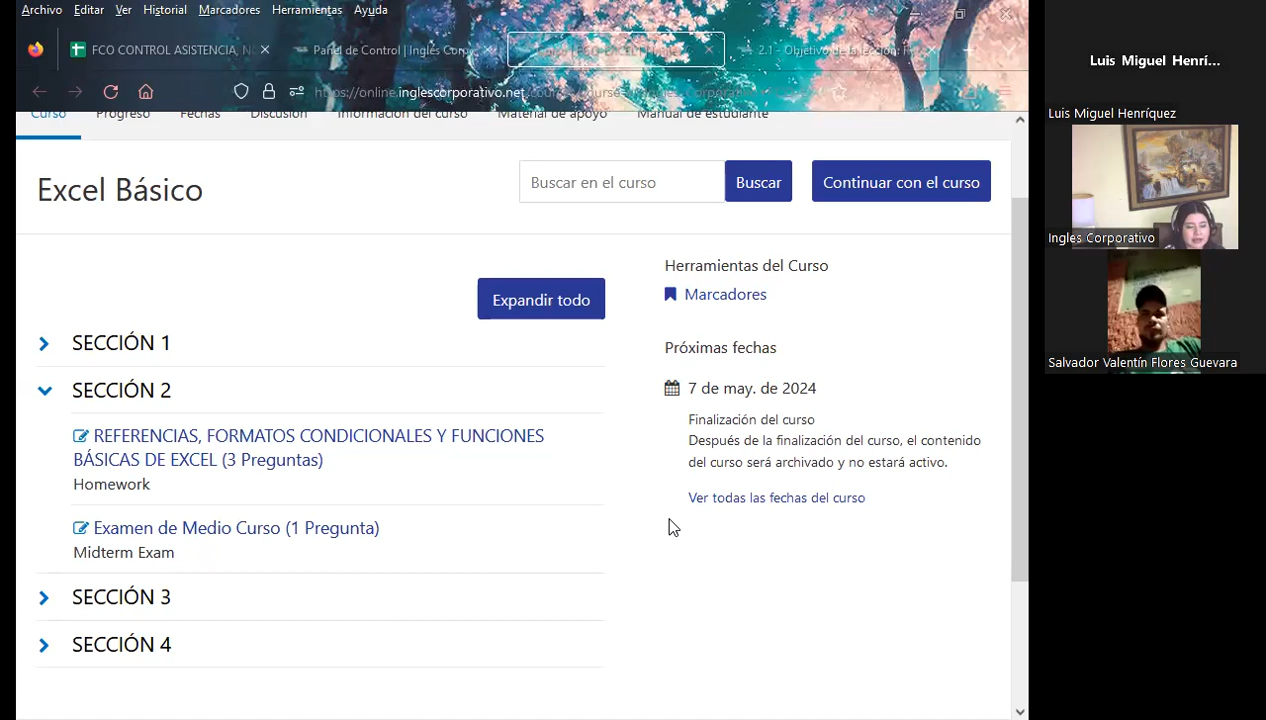 Archivo Editar Ver Historial Marcadores Herramientas Ayuda
FCO CONTROL ASISTENCIA, N
Panel de Control | Inglés Corp
2.1 - Objetivo de la lección:
https://online.inglescorporativo.net
Curso Progreso Fechas Discusión Información del curso Material de apoyo Manual de estudiante
Excel Básico
Buscar en el curso
Buscar
Continuar con el curso
Expandir todo
SECCIÓN 1
SECCIÓN 2
REFERENCIAS, FORMATOS CONDICIONALES Y FUNCIONES
BÁSICAS DE EXCEL (3 Preguntas)
Homework
Examen de Medio Curso (1 Pregunta)
Midterm Exam
SECCIÓN 3
SECCIÓN 4
Herramientas del Curso
Marcadores
Próximas fechas
7 de may. de 2024
Finalización del curso
Después de la finalización del curso, el contenido
del curso será archivado y no estará activo.
Ver todas las fechas del curso
Luis Miguel Henrí...
Luis Miguel Henríquez
Ingles Corporativo
Salvador Valentín Flores Guevara